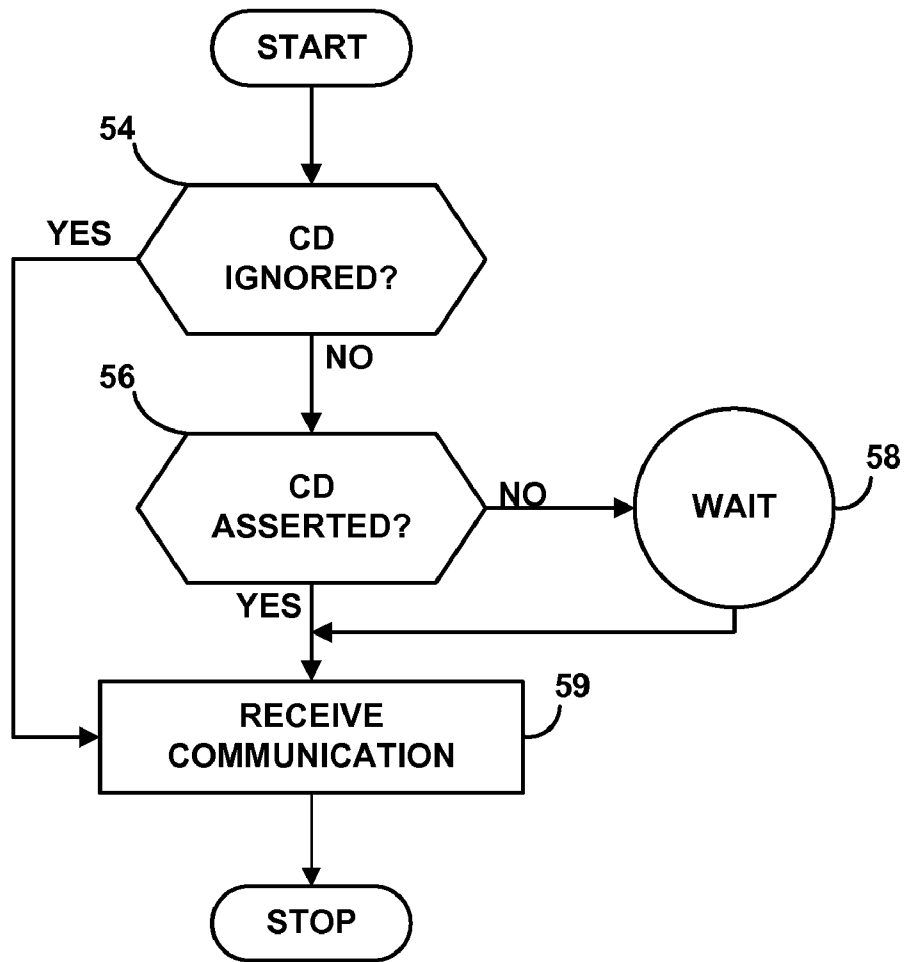 START
54
YES
CD
IGNORED?
NO
56
CD
ASSERTED?
NO
WAIT
58
YES
59
RECEIVE
COMMUNICATION
STOP